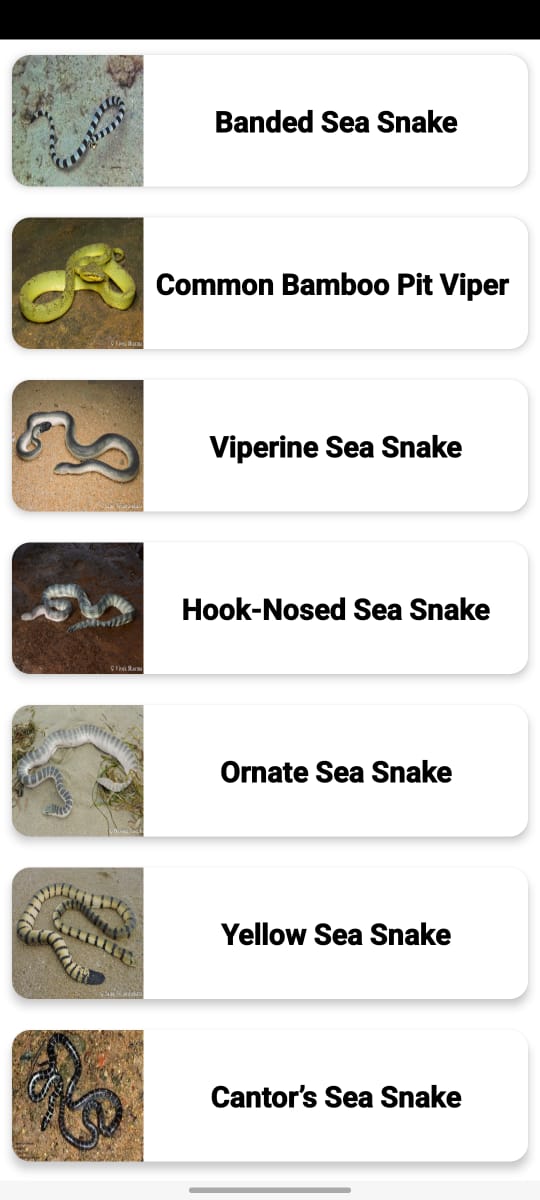 Banded Sea Snake
Common Bamboo Pit Viper
Viperine Sea Snake
Hook-Nosed Sea Snake
Ornate Sea Snake
Yellow Sea Snake
Cantor’s Sea Snake